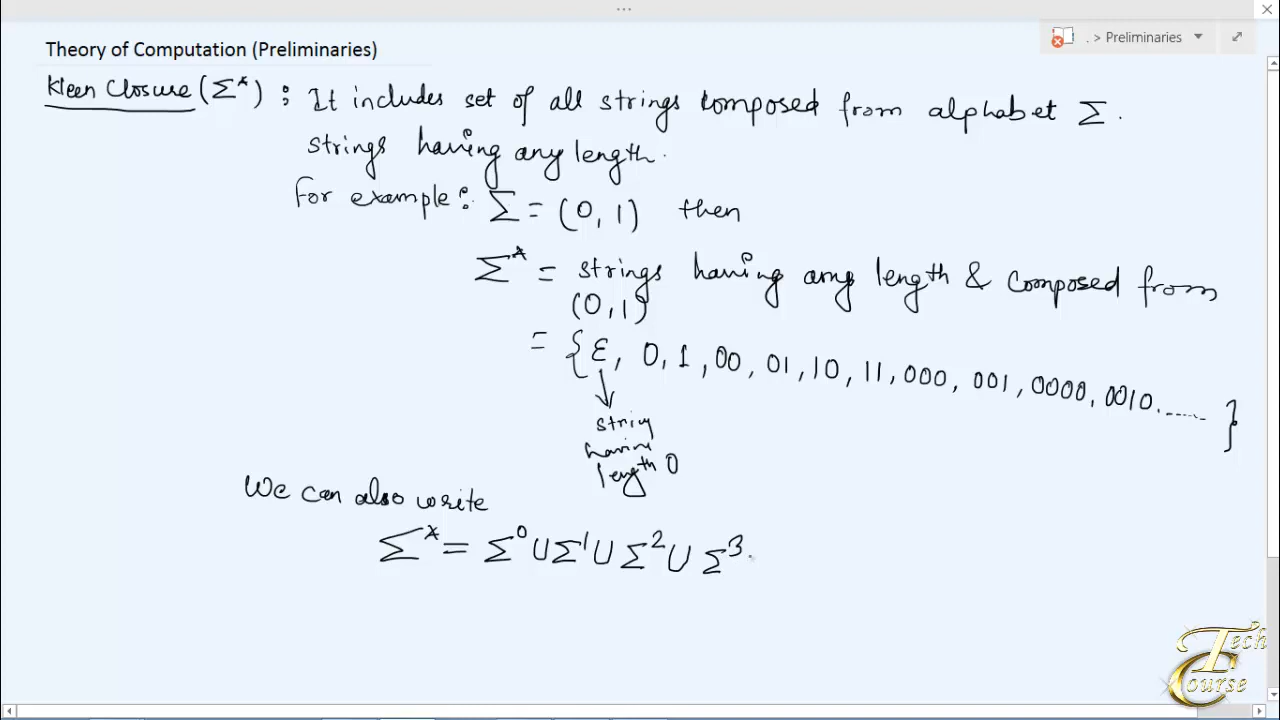 Theory of Computation (Preliminaries)
. > Preliminaries
Kleen Closure (Σ*) : It includes set of all strings composed from alphabet Σ.
strings having any length.
For example: Σ = (0, 1) then
Σ* = strings having any length & composed from
(0,1)
= {ε, 0, 1, 00, 01, 10, 11, 000, 001, 0000, 0010....... }
string
having
length 0
We can also write
Σ* = Σ⁰ ∪ Σ¹ ∪ Σ² ∪ Σ³.
Tech
Course